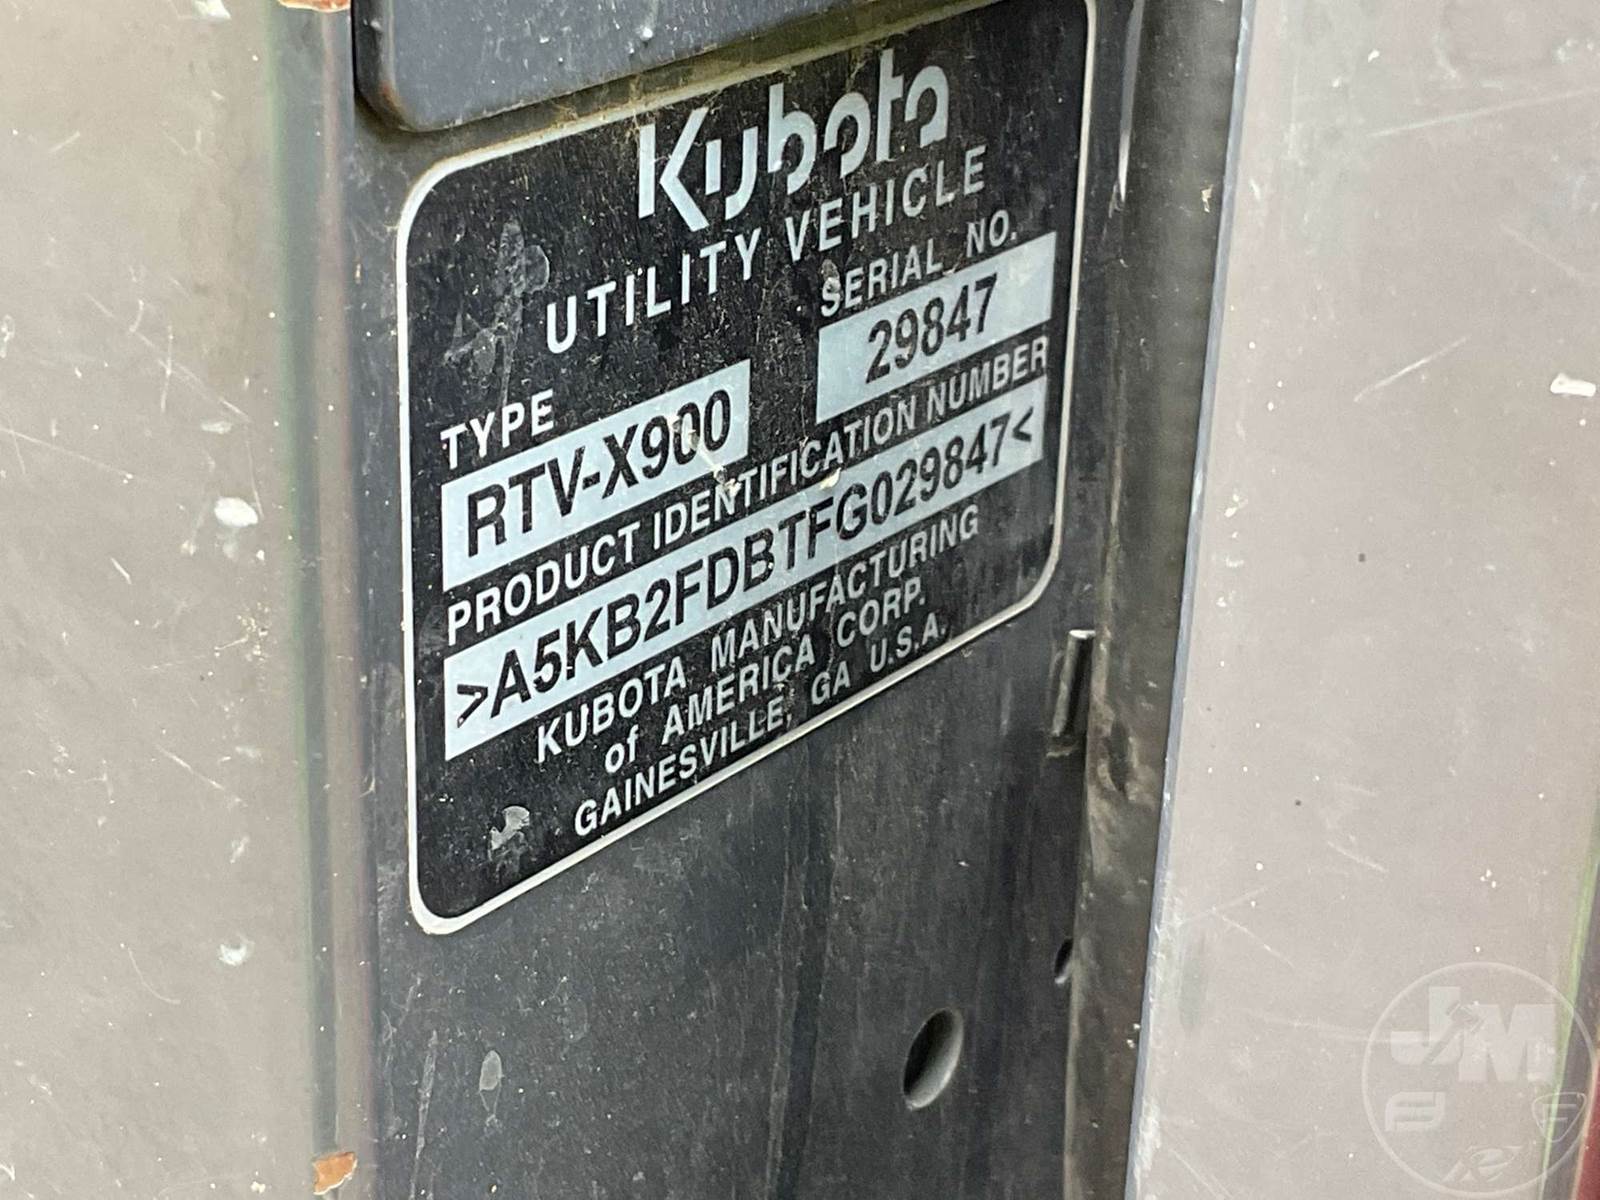 Kubota
UTILITY VEHICLE
SERIAL NO.
29847
TYPE
RTV-X900
PRODUCT IDENTIFICATION NUMBER
>A5KB2FDBTFG029847<
KUBOTA MANUFACTURING
of AMERICA CORP.
GAINESVILLE, GA U.S.A.
J M